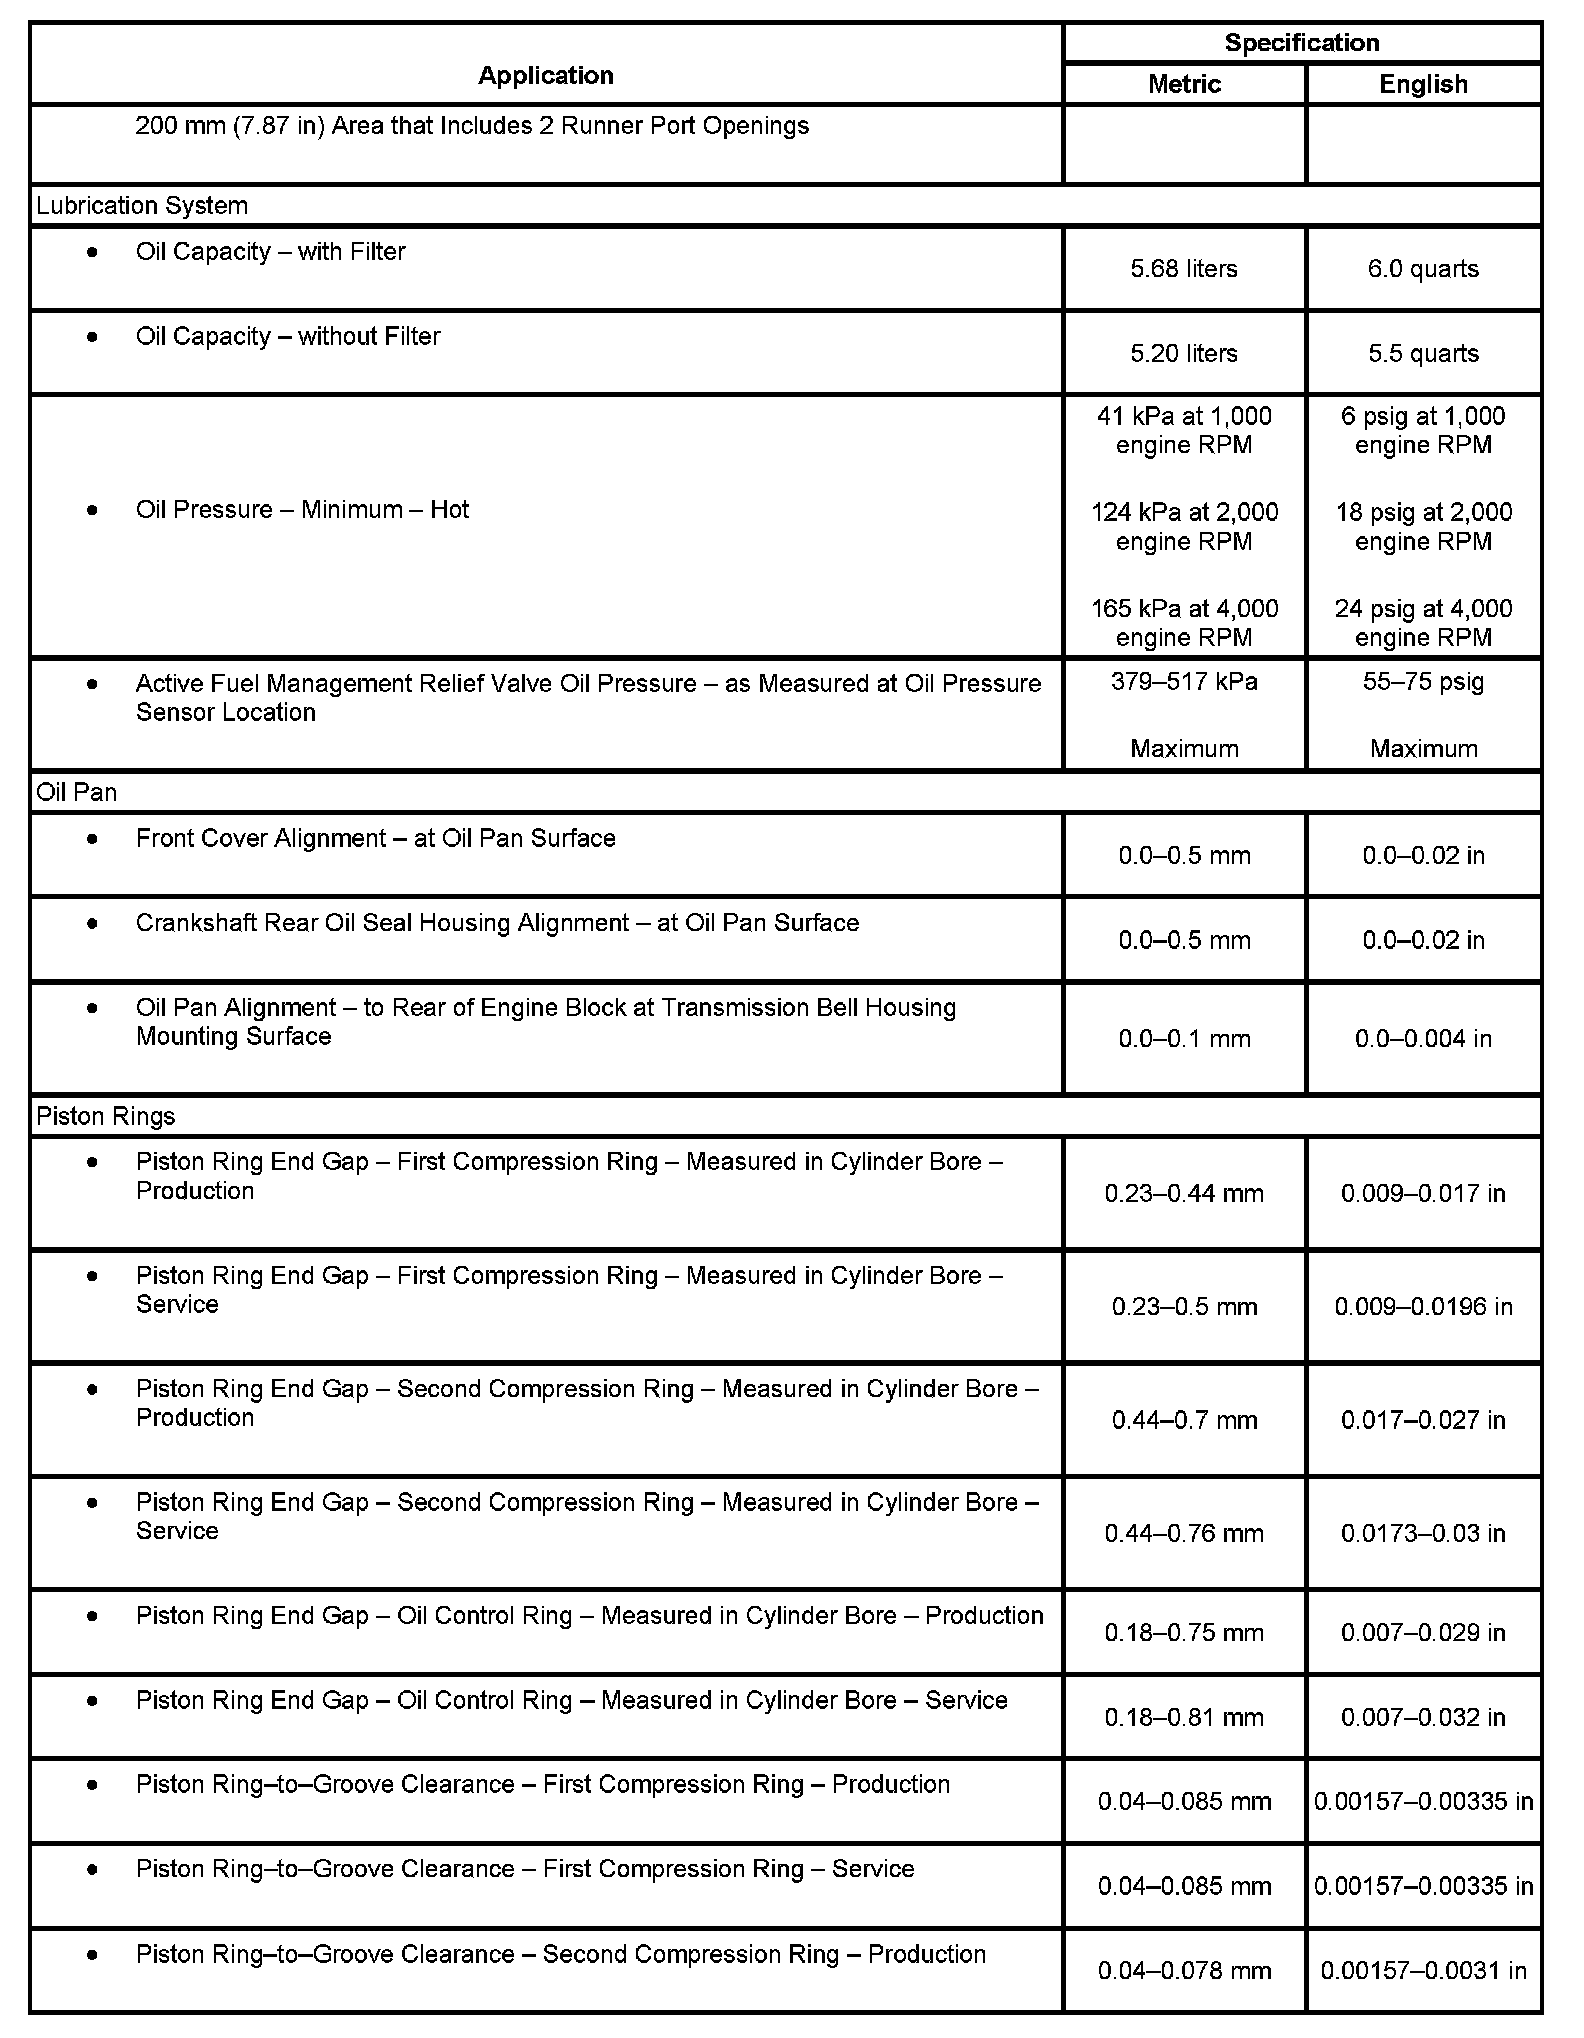 Application
Specification
Metric
English
200 mm (7.87 in) Area that Includes 2 Runner Port Openings
Lubrication System
• Oil Capacity – with Filter
5.68 liters
6.0 quarts
• Oil Capacity – without Filter
5.20 liters
5.5 quarts
• Oil Pressure – Minimum – Hot
41 kPa at 1,000
engine RPM
124 kPa at 2,000
engine RPM
165 kPa at 4,000
engine RPM
6 psig at 1,000
engine RPM
18 psig at 2,000
engine RPM
24 psig at 4,000
engine RPM
• Active Fuel Management Relief Valve Oil Pressure – as Measured at Oil Pressure
Sensor Location
379–517 kPa
Maximum
55–75 psig
Maximum
Oil Pan
• Front Cover Alignment – at Oil Pan Surface
0.0–0.5 mm
0.0–0.02 in
• Crankshaft Rear Oil Seal Housing Alignment – at Oil Pan Surface
0.0–0.5 mm
0.0–0.02 in
• Oil Pan Alignment – to Rear of Engine Block at Transmission Bell Housing
Mounting Surface
0.0–0.1 mm
0.0–0.004 in
Piston Rings
• Piston Ring End Gap – First Compression Ring – Measured in Cylinder Bore –
Production
0.23–0.44 mm
0.009–0.017 in
• Piston Ring End Gap – First Compression Ring – Measured in Cylinder Bore –
Service
0.23–0.5 mm
0.009–0.0196 in
• Piston Ring End Gap – Second Compression Ring – Measured in Cylinder Bore –
Production
0.44–0.7 mm
0.017–0.027 in
• Piston Ring End Gap – Second Compression Ring – Measured in Cylinder Bore –
Service
0.44–0.76 mm
0.0173–0.03 in
• Piston Ring End Gap – Oil Control Ring – Measured in Cylinder Bore – Production
0.18–0.75 mm
0.007–0.029 in
• Piston Ring End Gap – Oil Control Ring – Measured in Cylinder Bore – Service
0.18–0.81 mm
0.007–0.032 in
• Piston Ring–to–Groove Clearance – First Compression Ring – Production
0.04–0.085 mm
0.00157–0.00335 in
• Piston Ring–to–Groove Clearance – First Compression Ring – Service
0.04–0.085 mm
0.00157–0.00335 in
• Piston Ring–to–Groove Clearance – Second Compression Ring – Production
0.04–0.078 mm
0.00157–0.0031 in